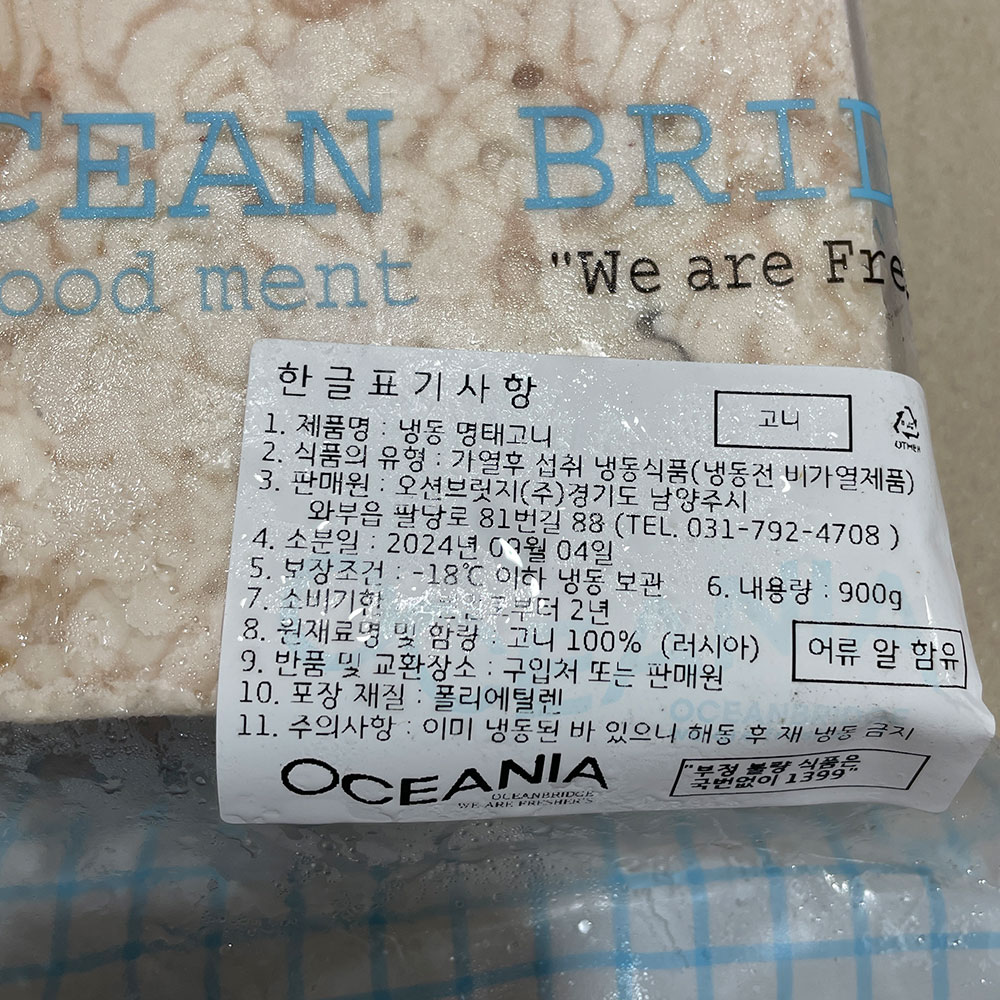 CEAN BRID
ood ment
"We are Fre
한글표기사항
고니
OTHER
1. 제품명 : 냉동 명태고니
2. 식품의 유형 : 가열후 섭취 냉동식품(냉동전 비가열제품)
3. 판매원 : 오션브릿지(주)경기도 남양주시
와부읍 팔당로 81번길 88 (TEL. 031-792-4708 )
4. 소분일 : 2024년 09월 04일
5. 보장조건 : -18℃ 이하 냉동 보관 6. 내용량 : 900g
7. 소비기한 2년
8. 원재료명 및 함량 : 고니 100% (러시아)
어류 알 함유
9. 반품 및 교환장소 : 구입처 또는 판매원
10. 포장 재질 : 폴리에틸렌
11. 주의사항 : 이미 냉동된 바 있으니 해동 후 재 냉동 금지
OCEANIA
OCEANBRIDGE
WE ARE FRESHER'S
"부정 불량 식품은
국번없이 1399"
OCEANBRIDGE